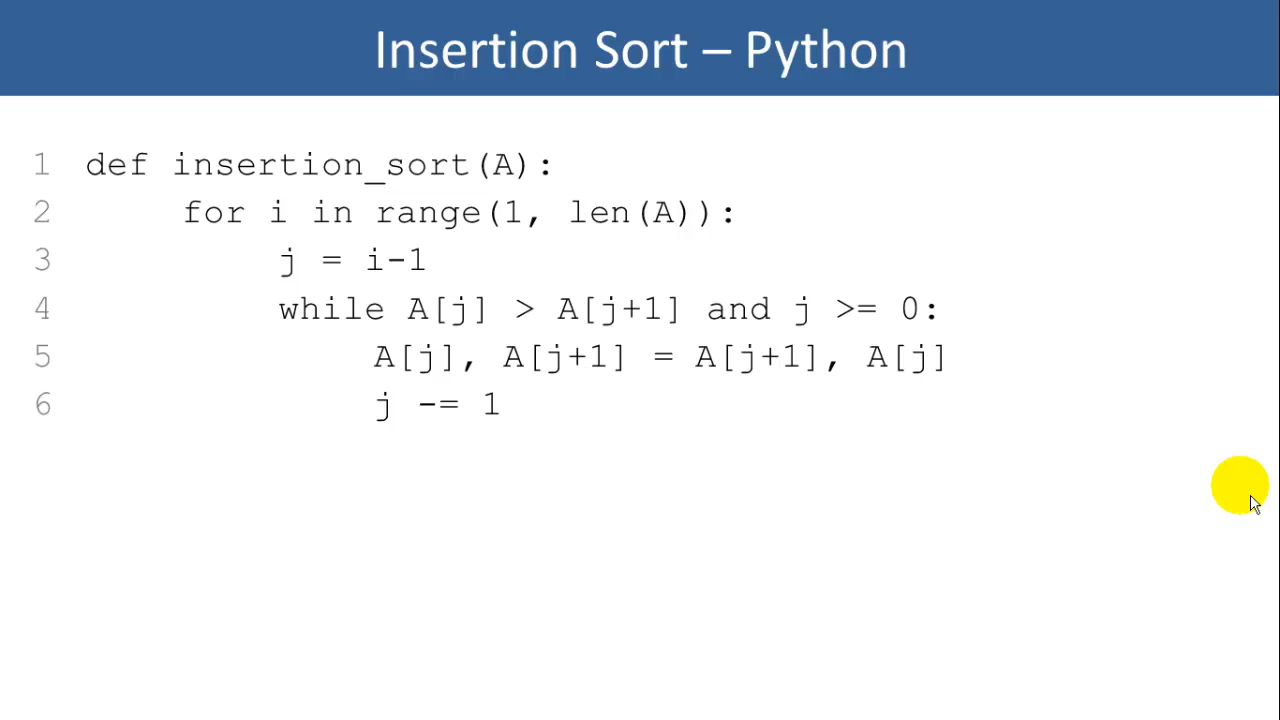 Insertion Sort – Python
1 def insertion_sort(A):
2 for i in range(1, len(A)):
3 j = i-1
4 while A[j] > A[j+1] and j >= 0:
5 A[j], A[j+1] = A[j+1], A[j]
6 j -= 1